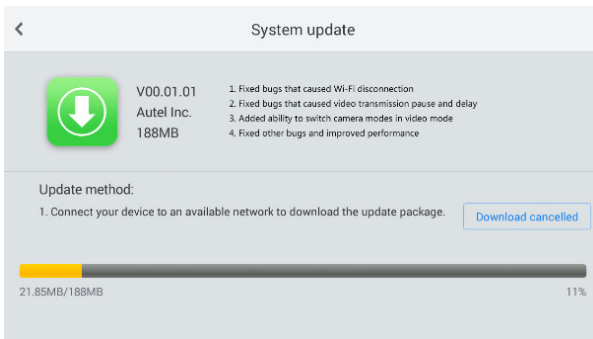 System update
V00.01.01
Autel Inc.
188MB
1. Fixed bugs that caused Wi-Fi disconnection
2. Fixed bugs that caused video transmission pause and delay
3. Added ability to switch camera modes in video mode
4. Fixed other bugs and improved performance
Update method:
1. Connect your device to an available network to download the update package.
Download cancelled
21.85MB/188MB
11%